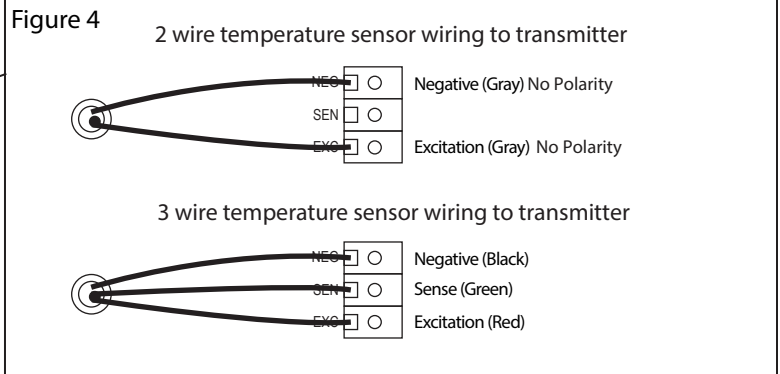 Figure 4
2 wire temperature sensor wiring to transmitter
NEG Negative (Gray) No Polarity
SEN
EXC Excitation (Gray) No Polarity
3 wire temperature sensor wiring to transmitter
NEG Negative (Black)
SEN Sense (Green)
EXC Excitation (Red)